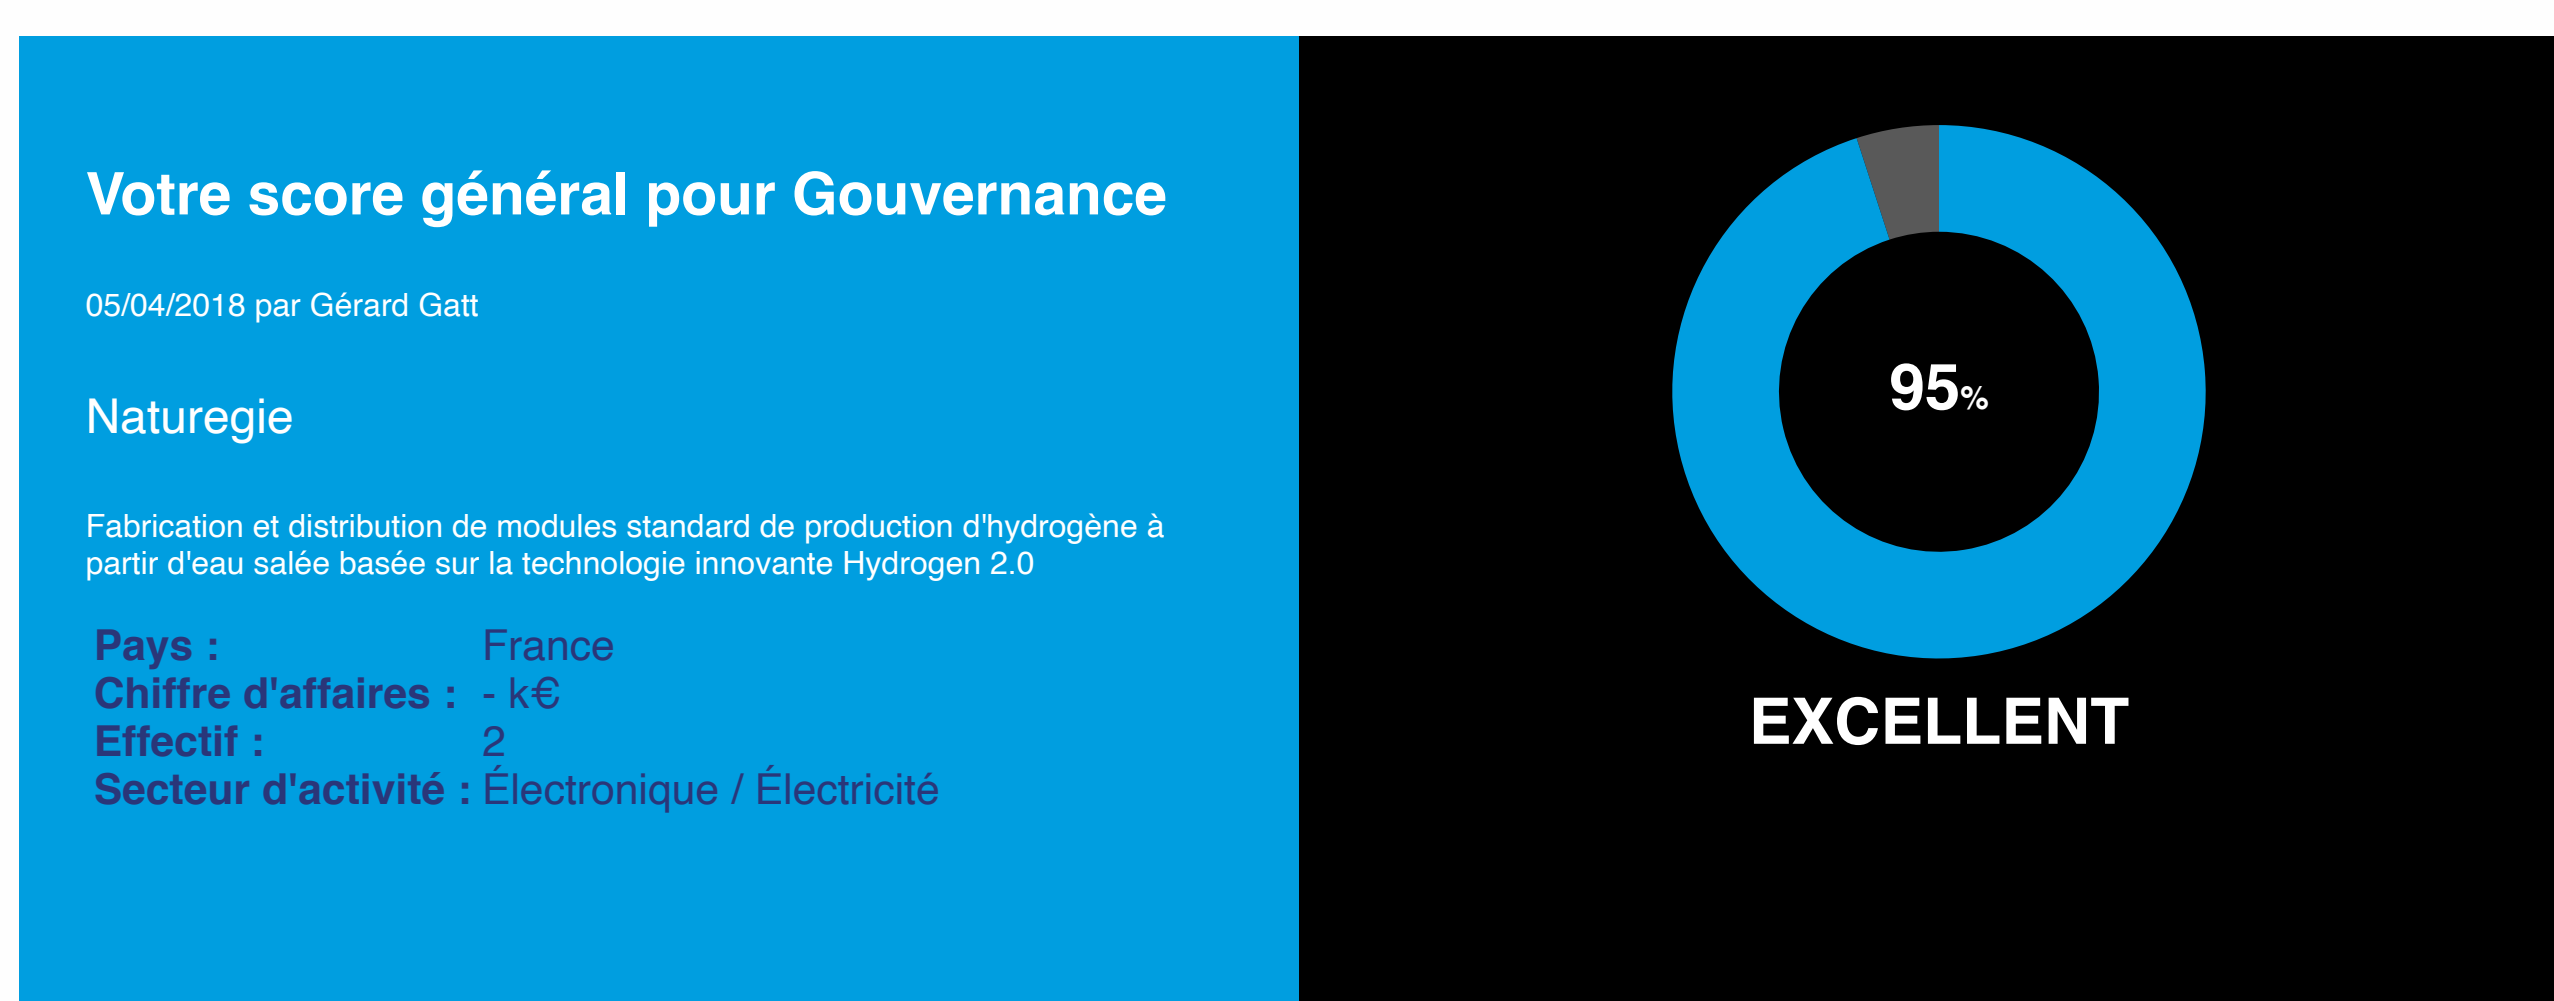 Votre score général pour Gouvernance
05/04/2018 par Gérard Gatt
Naturegie
Fabrication et distribution de modules standard de production d'hydrogène à
partir d'eau salée basée sur la technologie innovante Hydrogen 2.0
Pays : France
Chiffre d'affaires : - k€
Effectif : 2
Secteur d'activité : Électronique / Électricité
95%
EXCELLENT